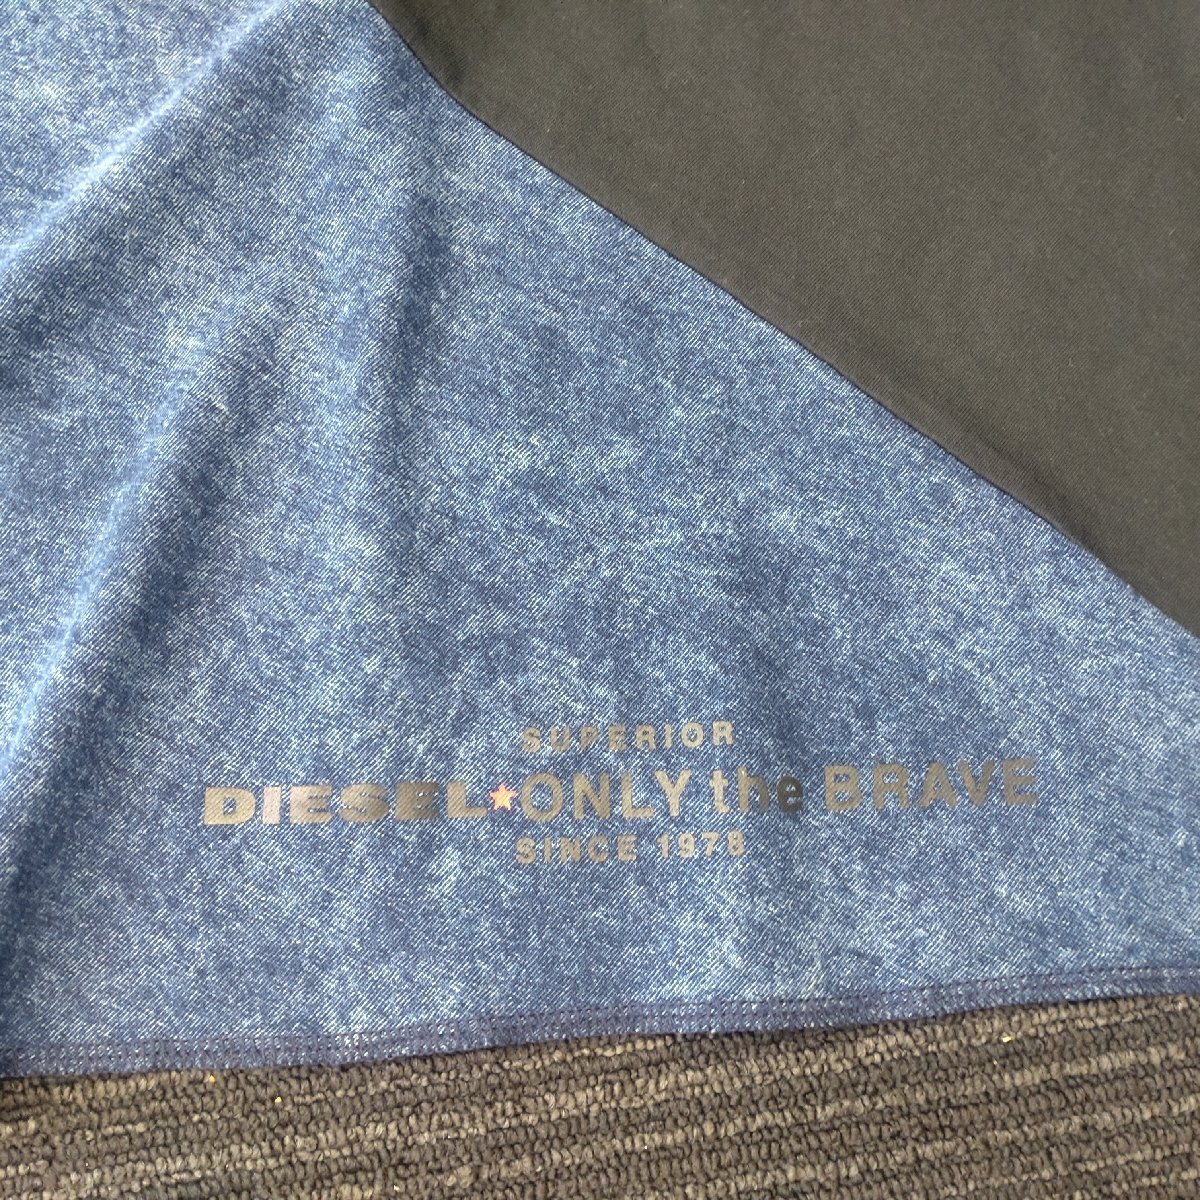 SUPERIOR
DIESEL★ONLY the BRAVE
SINCE 1978